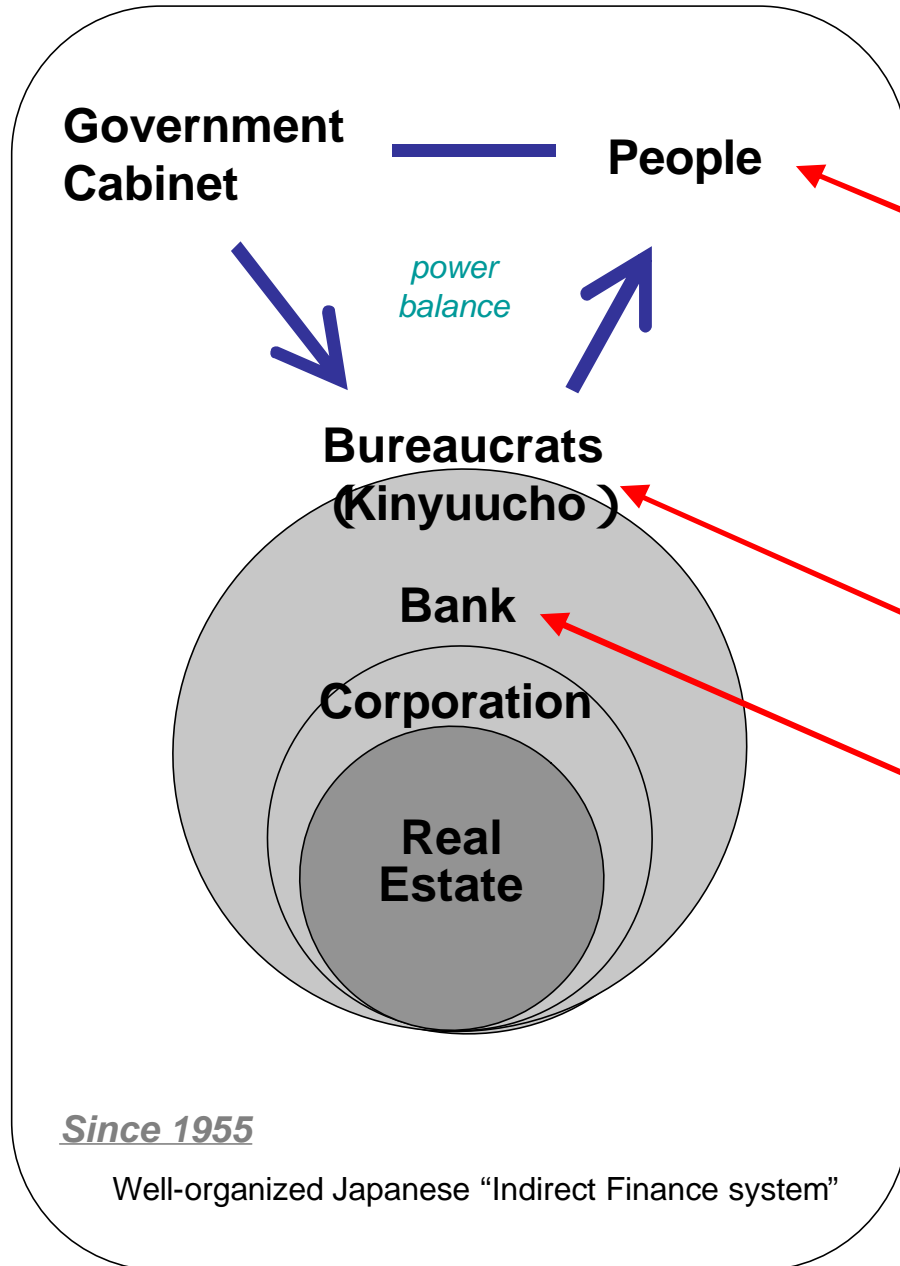 Government
Cabinet
People
power
balance
Bureaucrats
(Kinyuucho )
Bank
Corporation
Real
Estate
Since 1955
Well-organized Japanese “Indirect Finance system”